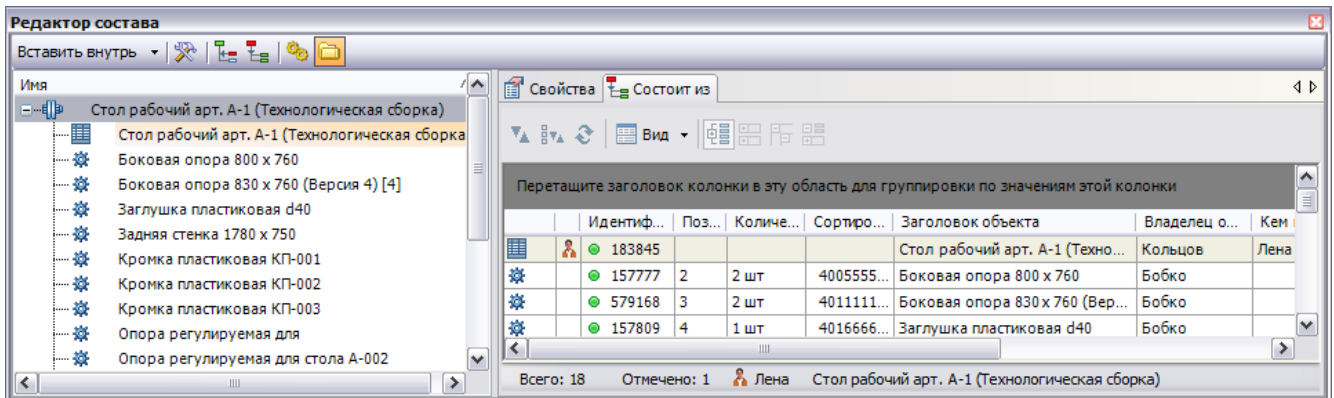 Редактор состава
Вставить внутрь
Имя
Стол рабочий арт. А-1 (Технологическая сборка)
Стол рабочий арт. А-1 (Технологическая сборка
Боковая опора 800 x 760
Боковая опора 830 x 760 (Версия 4) [4]
Заглушка пластиковая d40
Задняя стенка 1780 x 750
Кромка пластиковая КП-001
Кромка пластиковая КП-002
Кромка пластиковая КП-003
Опора регулируемая для
Опора регулируемая для стола А-002
Свойства Состоит из
Вид
Перетащите заголовок колонки в эту область для группировки по значениям этой колонки
Идентиф... Поз... Количе... Сортиро... Заголовок объекта Владелец о... Кем
183845 Стол рабочий арт. А-1 (Техно... Кольцов Лена
157777 2 2 шт 4005555... Боковая опора 800 x 760 Бобко
579168 3 2 шт 4011111... Боковая опора 830 x 760 (Вер... Бобко
157809 4 1 шт 4016666... Заглушка пластиковая d40 Бобко
Всего: 18 Отмечено: 1 Лена Стол рабочий арт. А-1 (Технологическая сборка)